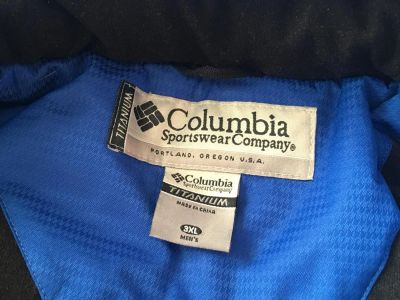 TITANIUM
Columbia
Sportswear Company®
PORTLAND, OREGON U.S.A.
Columbia
Sportswear Company
TITANIUM
MADE IN CHINA
3XL
MEN'S